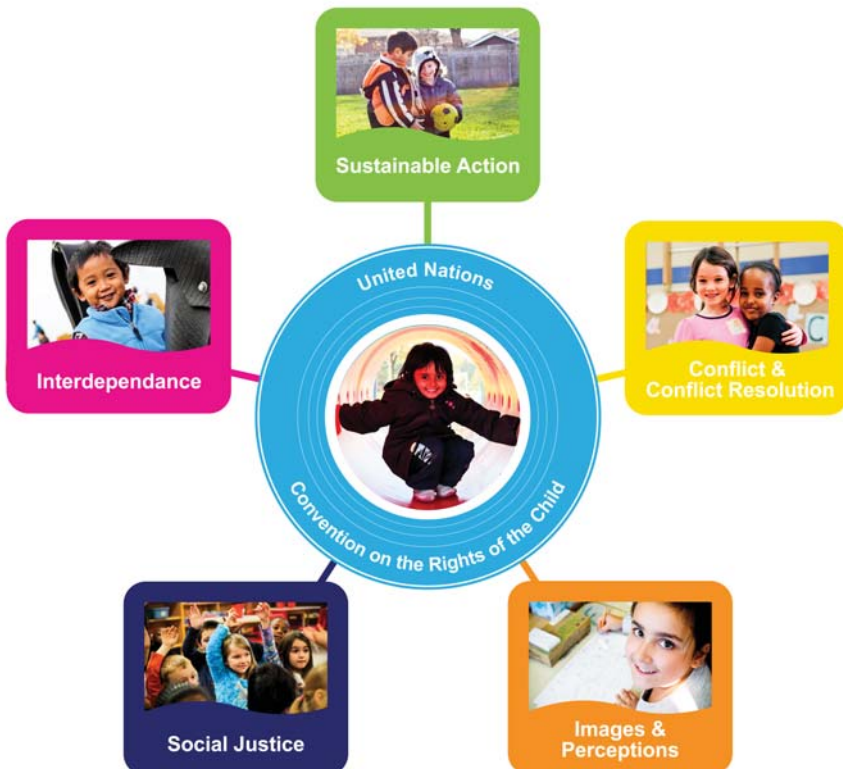 Sustainable Action
United Nations
Interdependance
Conflict &
Conflict Resolution
Convention on the Rights of the Child
Social Justice
Images &
Perceptions